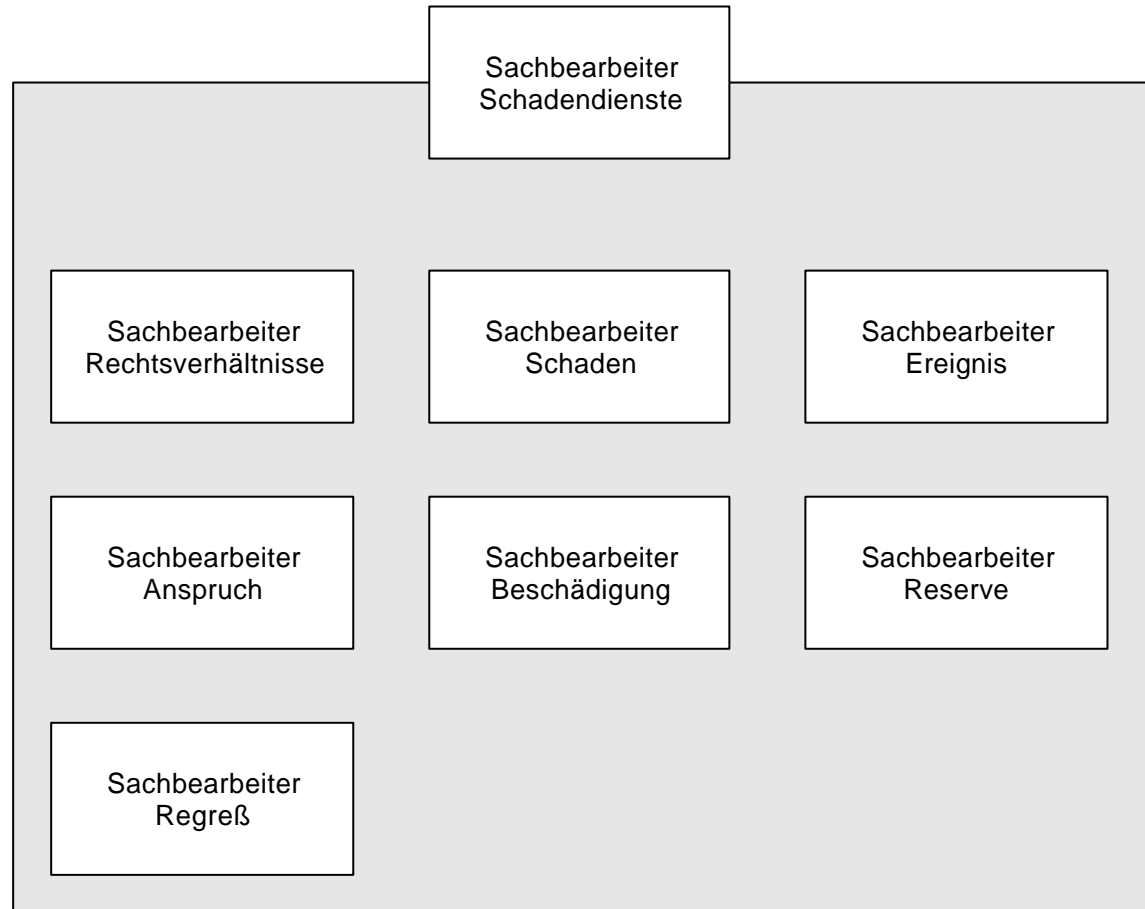 Sachbearbeiter
Schadendienste
Sachbearbeiter
Rechtsverhältnisse
Sachbearbeiter
Schaden
Sachbearbeiter
Ereignis
Sachbearbeiter
Anspruch
Sachbearbeiter
Beschädigung
Sachbearbeiter
Reserve
Sachbearbeiter
Regreß